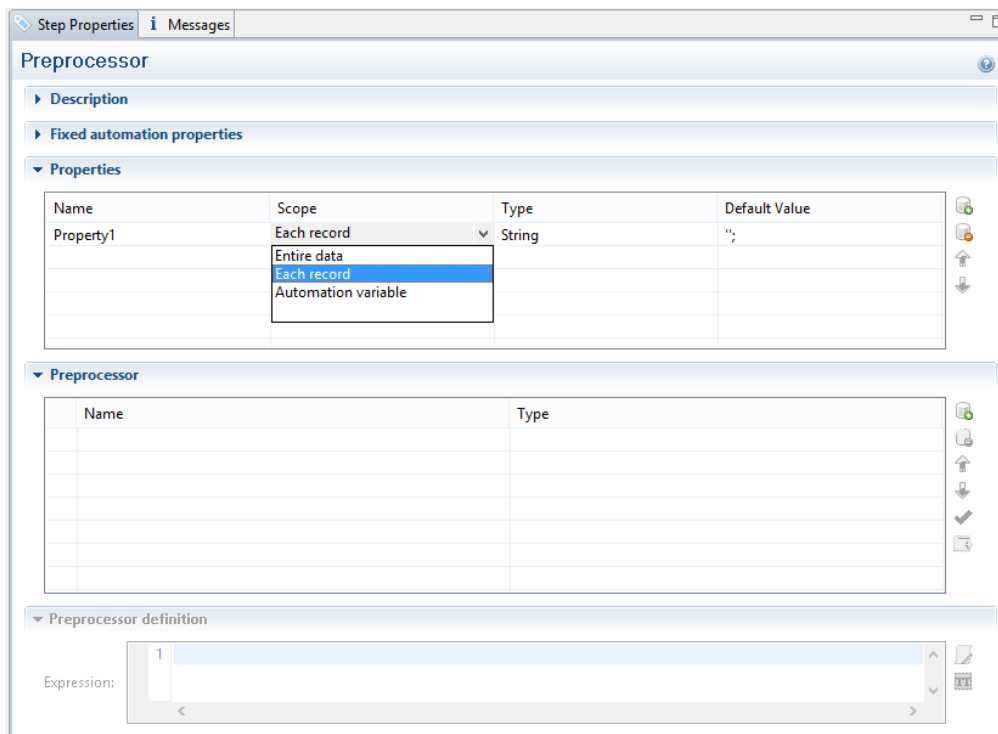 Step Properties i Messages
Preprocessor
Description
Fixed automation properties
Properties
Name Scope Type Default Value
Property1 Each record String '';
Entire data
Each record
Automation variable
Preprocessor
Name Type
Preprocessor definition
1
Expression:
TT